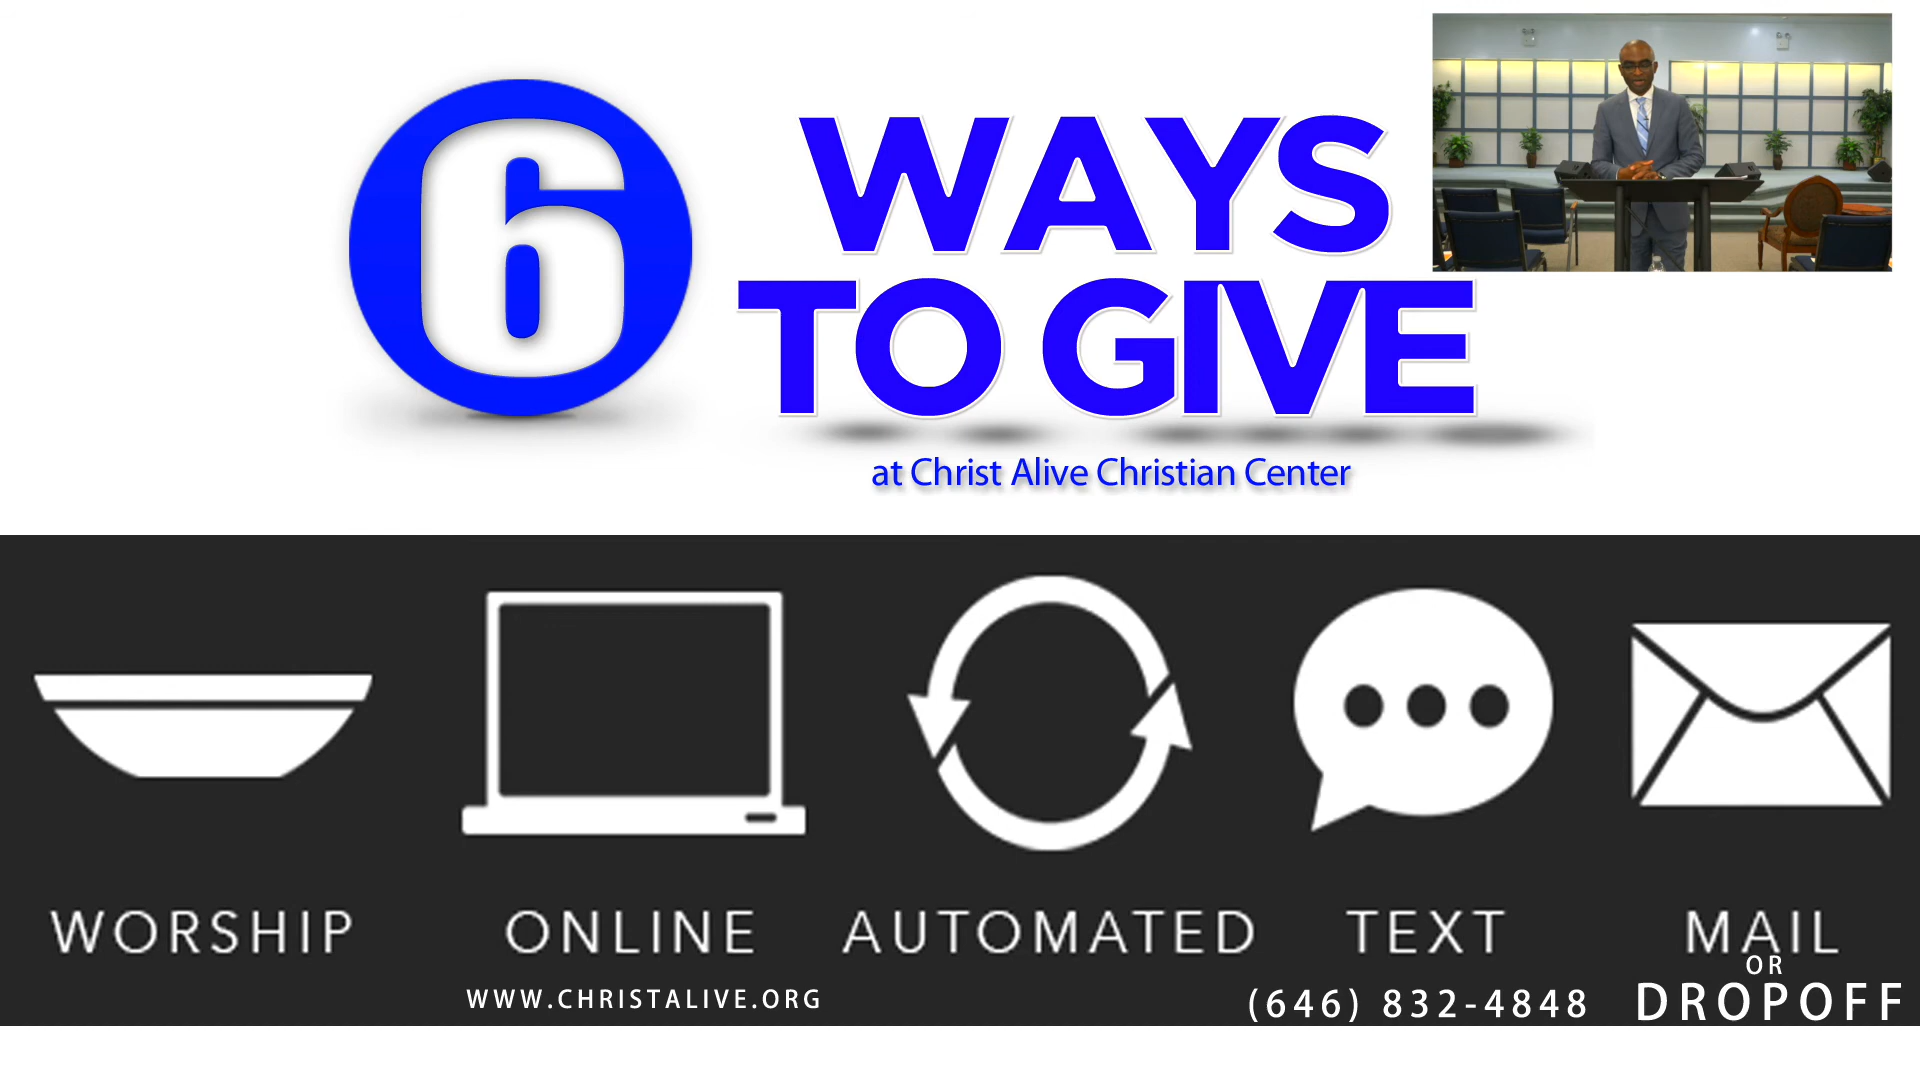 6
WAYS
TO GIVE
at Christ Alive Christian Center
WORSHIP
ONLINE
WWW.CHRISTALIVE.ORG
AUTOMATED
TEXT
(646) 832-4848
MAIL
OR
DROPOFF